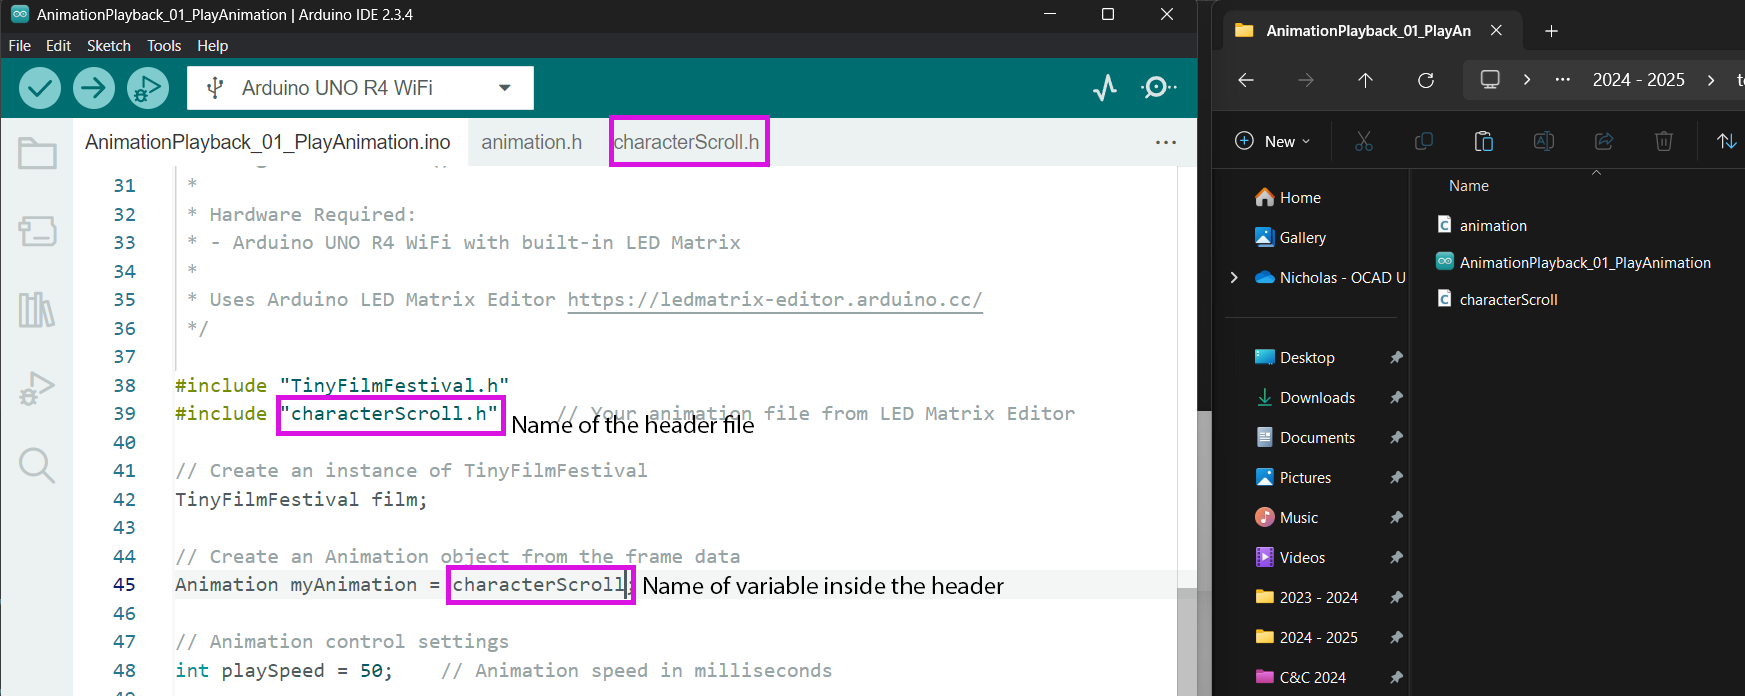 AnimationPlayback_01_PlayAnimation | Arduino IDE 2.3.4
File Edit Sketch Tools Help
Arduino UNO R4 WiFi
AnimationPlayback_01_PlayAnimation.ino animation.h characterScroll.h ...
31 *
32 * Hardware Required:
33 * - Arduino UNO R4 WiFi with built-in LED Matrix
34 *
35 * Uses Arduino LED Matrix Editor https://ledmatrix-editor.arduino.cc/
36 */
37
38 #include "TinyFilmFestival.h"
39 #include "characterScroll.h" // Your animation file from LED Matrix Editor
Name of the header file
40
41 // Create an instance of TinyFilmFestival
42 TinyFilmFestival film;
43
44 // Create an Animation object from the frame data
45 Animation myAnimation = characterScroll;
Name of variable inside the header
46
47 // Animation control settings
48 int playSpeed = 50; // Animation speed in milliseconds
AnimationPlayback_01_PlayAn
... 2024 - 2025
New
Home
Gallery
Nicholas - OCAD U
Desktop
Downloads
Documents
Pictures
Music
Videos
2023 - 2024
2024 - 2025
C&C 2024
Name
animation
AnimationPlayback_01_PlayAnimation
characterScroll